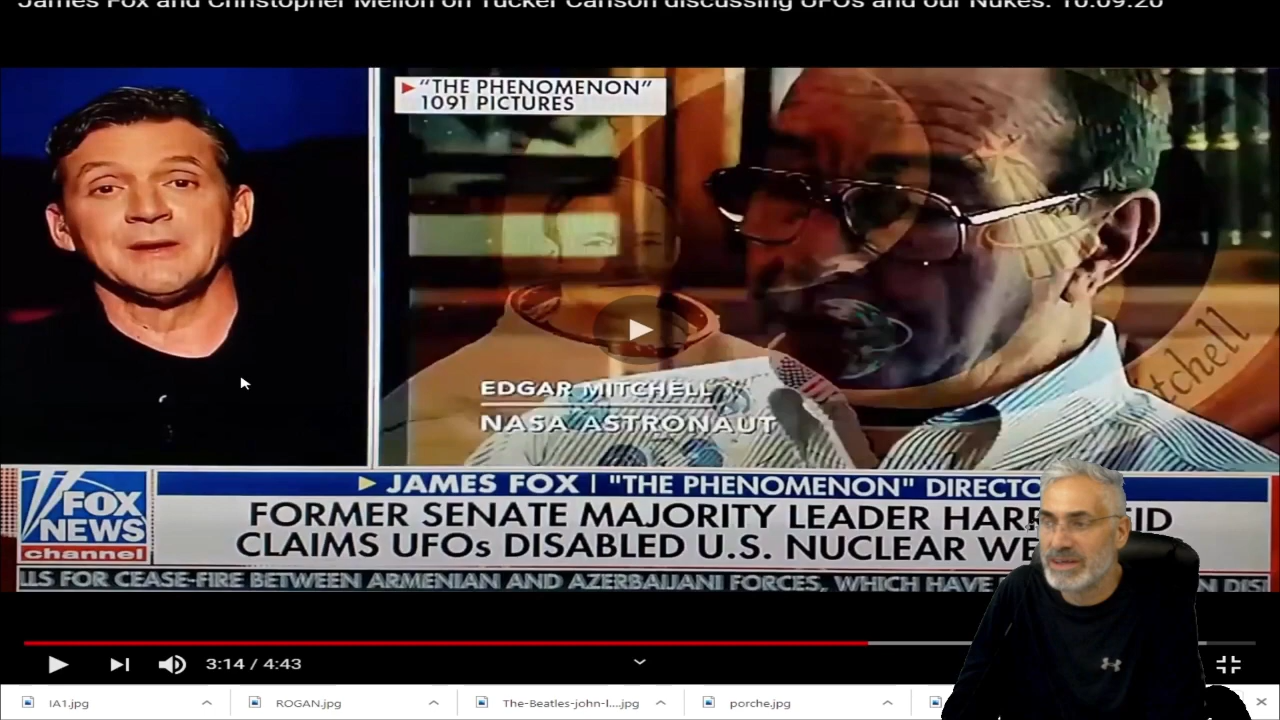 James Fox and Christopher Mellon on Tucker Carlson discussing UFOs and our Nukes. 10.09.20
"THE PHENOMENON"
1091 PICTURES
EDGAR MITCHELL
NASA ASTRONAUT
tchell
JAMES FOX | "THE PHENOMENON" DIRECTO
FORMER SENATE MAJORITY LEADER HARR EID
CLAIMS UFOs DISABLED U.S. NUCLEAR WE
FOX
NEWS
channel
LLS FOR CEASE-FIRE BETWEEN ARMENIAN AND AZERBAIJANI FORCES, WHICH HAVE N DIS
3:14 / 4:43
IA1.jpg
ROGAN.jpg
The-Beatles-john-l....jpg
porche.jpg